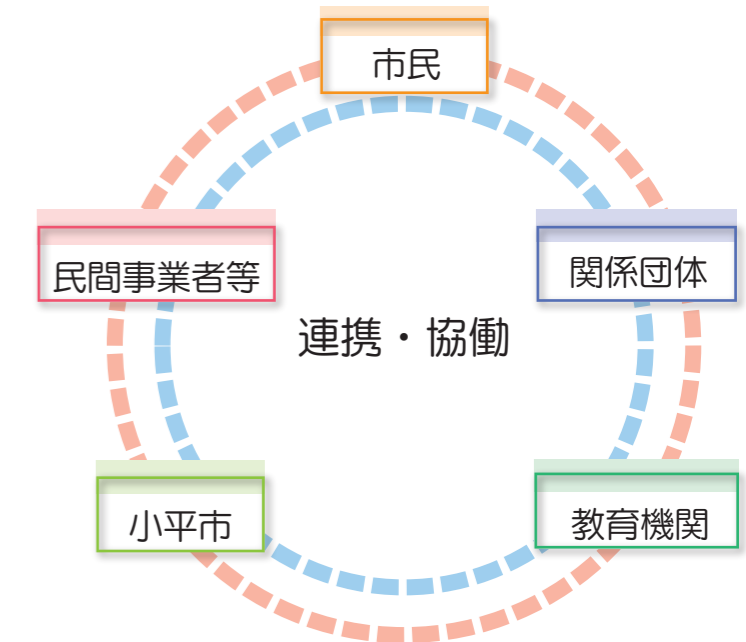 市民
民間事業者等
関係団体
連携・協働
小平市
教育機関